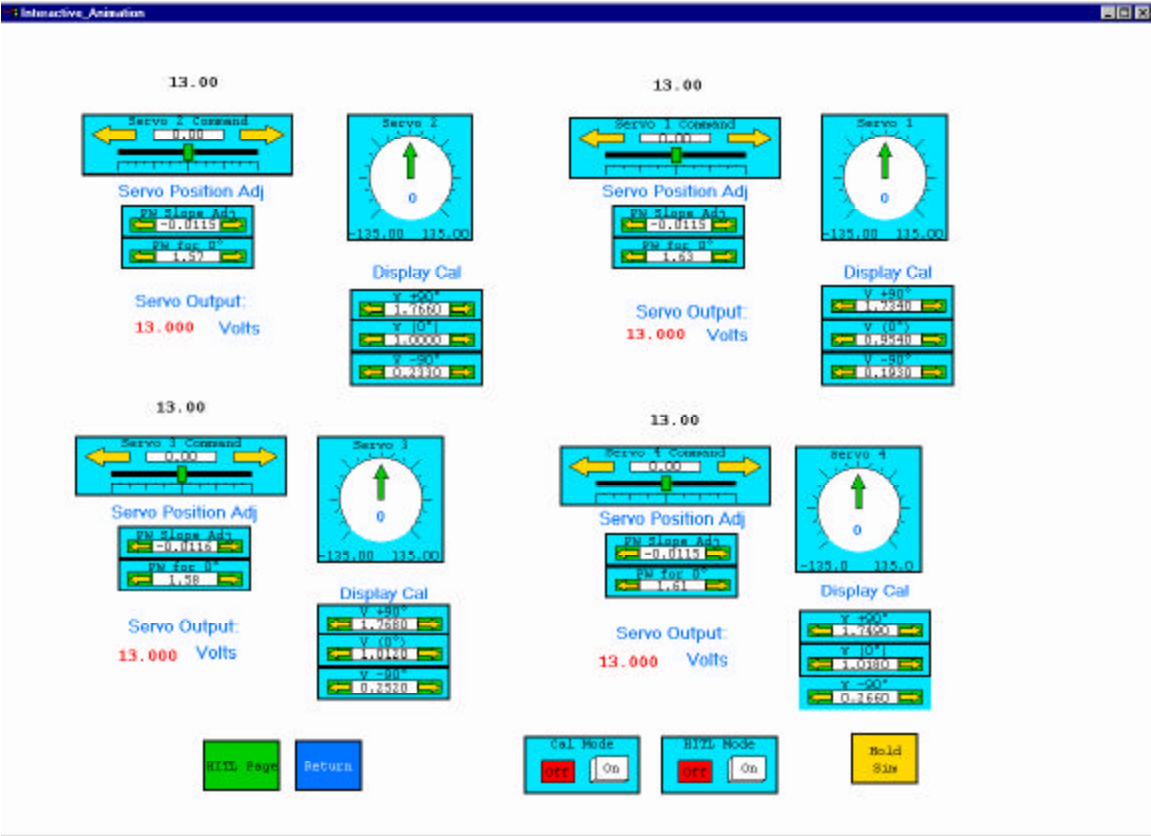 Interactive_Animation
13.00
Servo 2 Command
0.00
Servo Position Adj
PW Slope Adj
-0.0115
PW for 0°
1.57
Servo Output:
13.000 Volts
Servo 2
0
-135.00 135.00
Display Cal
V +90°
1.7660
V (0°)
1.0000
V -90°
0.2330
13.00
Servo 1 Command
0.00
Servo Position Adj
PW Slope Adj
-0.0115
PW for 0°
1.63
Servo Output:
13.000 Volts
Servo 1
0
-135.00 135.00
Display Cal
V +90°
1.7340
V (0°)
0.9540
V -90°
0.1930
13.00
Servo 3 Command
0.00
Servo Position Adj
PW Slope Adj
-0.0116
PW for 0°
1.58
Servo Output:
13.000 Volts
Servo 3
0
-135.00 135.00
Display Cal
V +90°
1.7680
V (0°)
1.0120
V -90°
0.2520
13.00
Servo 4 Command
0.00
Servo Position Adj
PW Slope Adj
-0.0115
PW for 0°
1.61
Servo Output:
13.000 Volts
Servo 4
0
-135.0 135.0
Display Cal
V +90°
1.7490
V (0°)
1.0180
V -90°
0.2660
HITL Page
Return
Cal Mode
Off On
HITL Mode
Off On
Hold
Sim